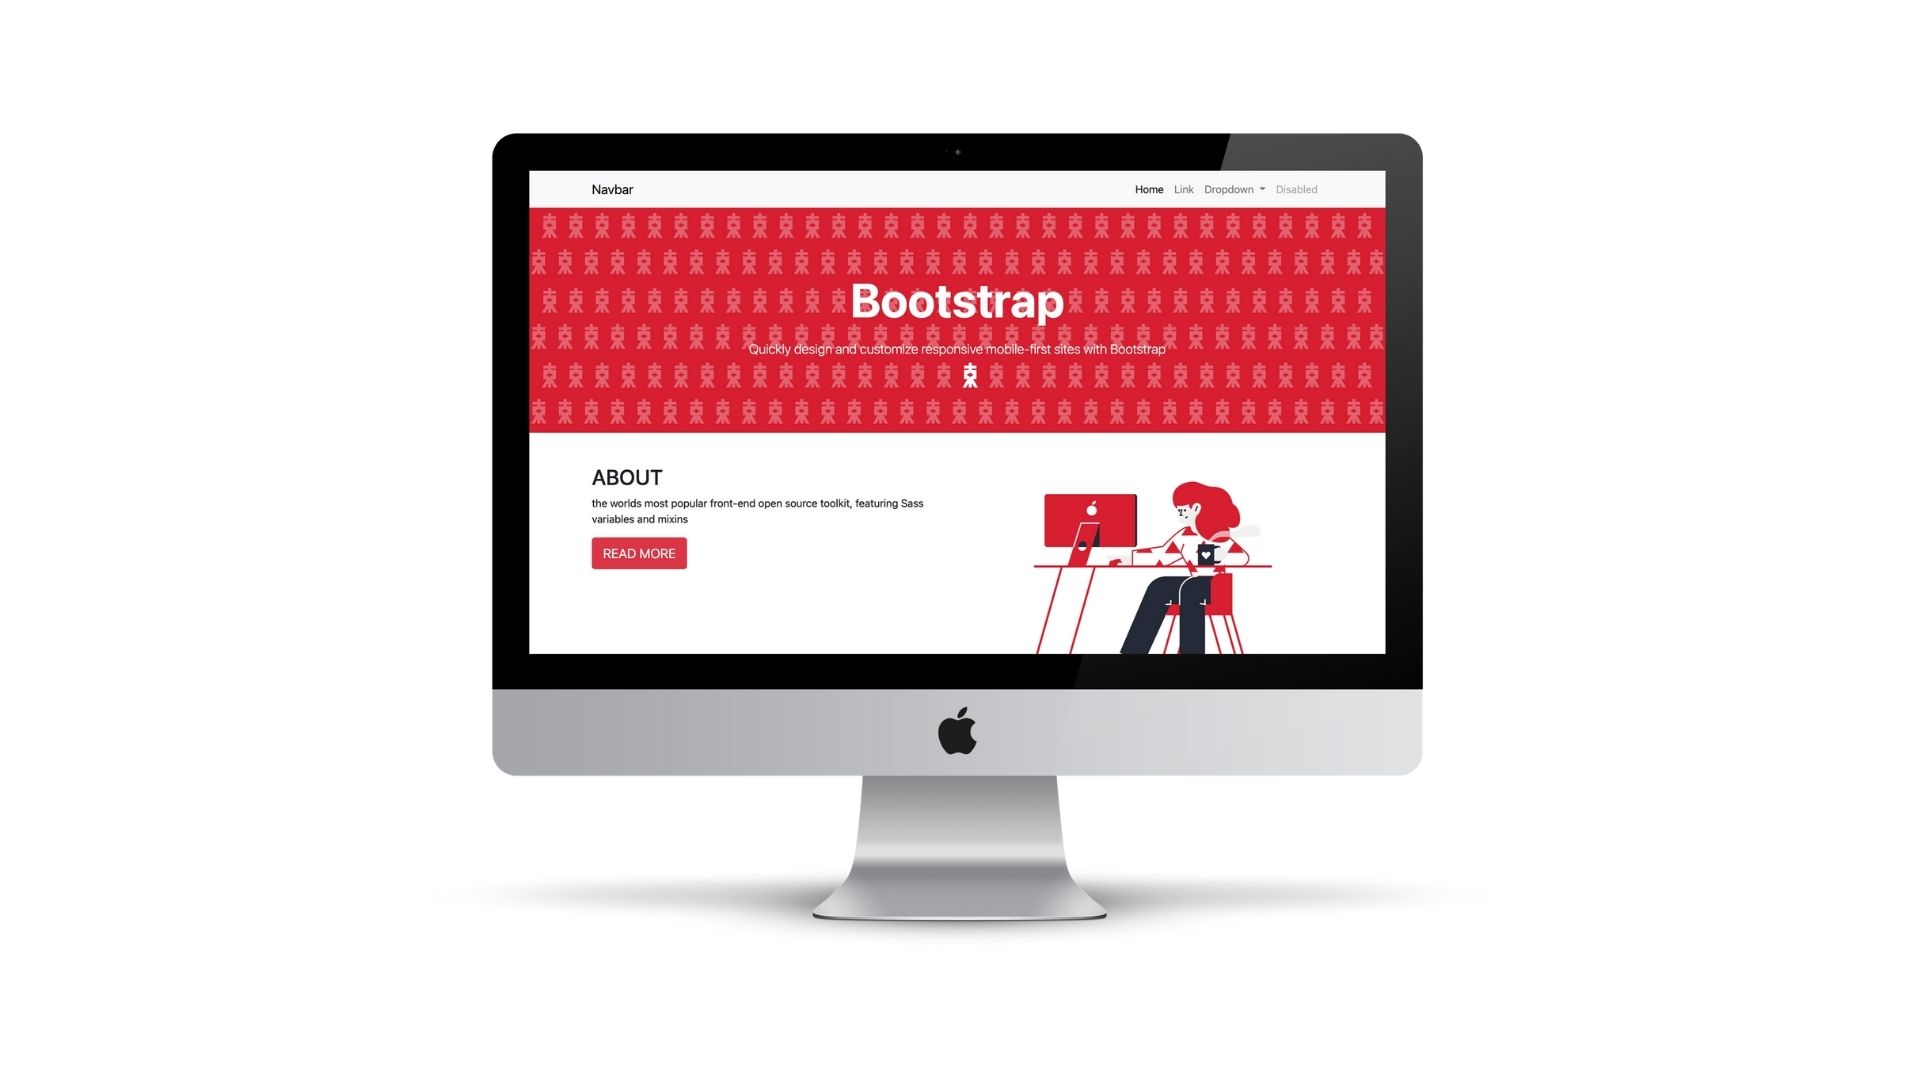 Navbar
Home Link Dropdown Disabled
Bootstrap
Quickly design and customize responsive mobile-first sites with Bootstrap
ABOUT
the worlds most popular front-end open source toolkit, featuring Sass
variables and mixins
READ MORE